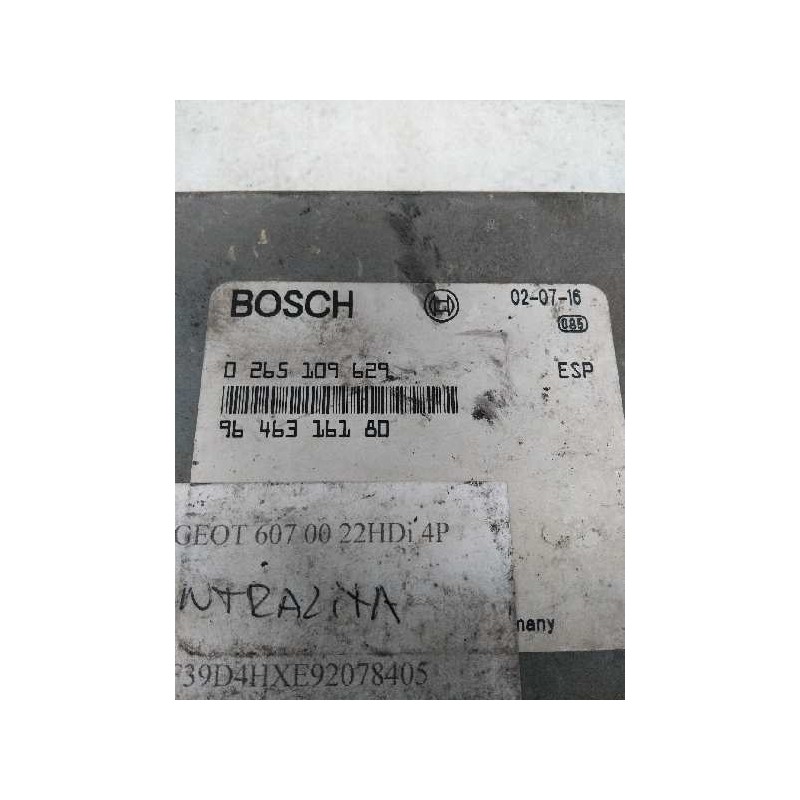 BOSCH
02-07-16
085
0 265 109 629
ESP
96 463 161 80
GEOT 607 00 22HDi 4P
NTRALITA
739D4HXE92078405
many